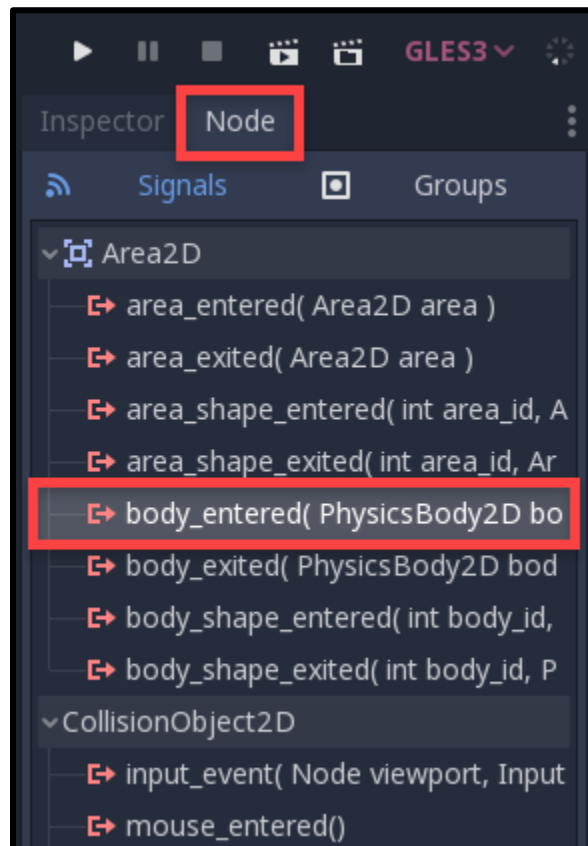 GLES3
Inspector Node
Signals Groups
Area2D
area_entered( Area2D area )
area_exited( Area2D area )
area_shape_entered( int area_id, A
area_shape_exited( int area_id, Ar
body_entered( PhysicsBody2D bo
body_exited( PhysicsBody2D bod
body_shape_entered( int body_id,
body_shape_exited( int body_id, P
CollisionObject2D
input_event( Node viewport, Input
mouse_entered()